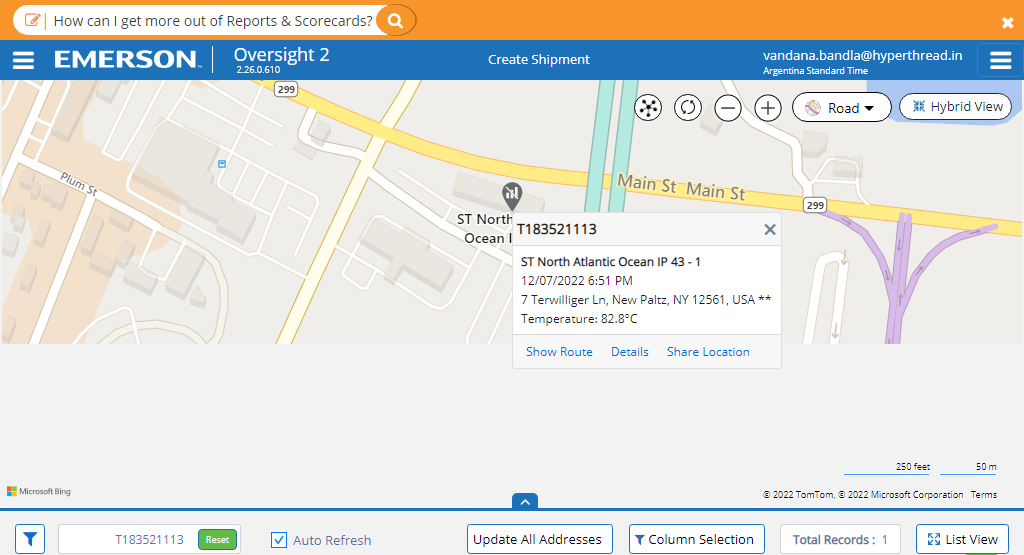 How can I get more out of Reports & Scorecards?
EMERSON.
Oversight 2
2.26.0.610
Create Shipment
vandana.bandla@hyperthread.in
Argentina Standard Time
299
Road
Hybrid View
Plum St
Main St Main St
299
ST North
Ocean I
T183521113
ST North Atlantic Ocean IP 43 - 1
12/07/2022 6:51 PM
7 Terwilliger Ln, New Paltz, NY 12561, USA **
Temperature: 82.8°C
Show Route Details Share Location
250 feet 50 m
Microsoft Bing
© 2022 TomTom, © 2022 Microsoft Corporation Terms
T183521113 Reset Auto Refresh Update All Addresses Column Selection Total Records : 1 List View